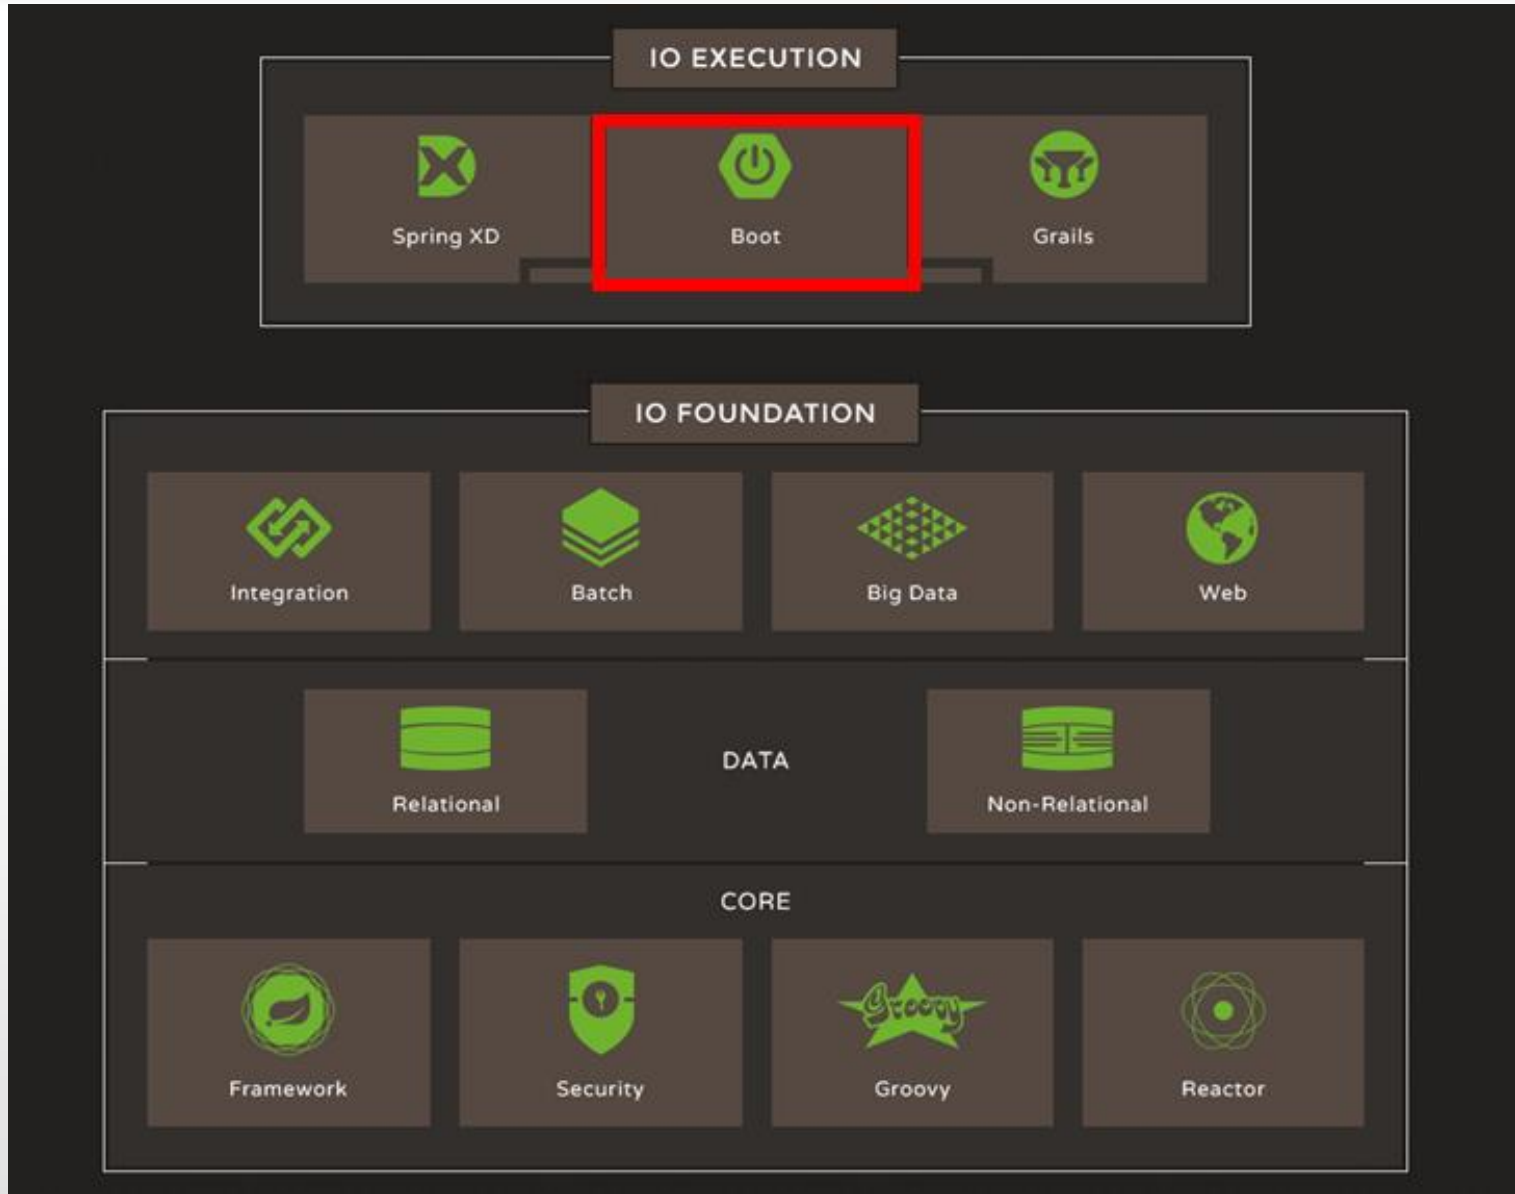 IO EXECUTION
Spring XD
Boot
Grails
IO FOUNDATION
Integration
Batch
Big Data
Web
Relational
DATA
Non-Relational
CORE
Groovy
Framework
Security
Groovy
Reactor